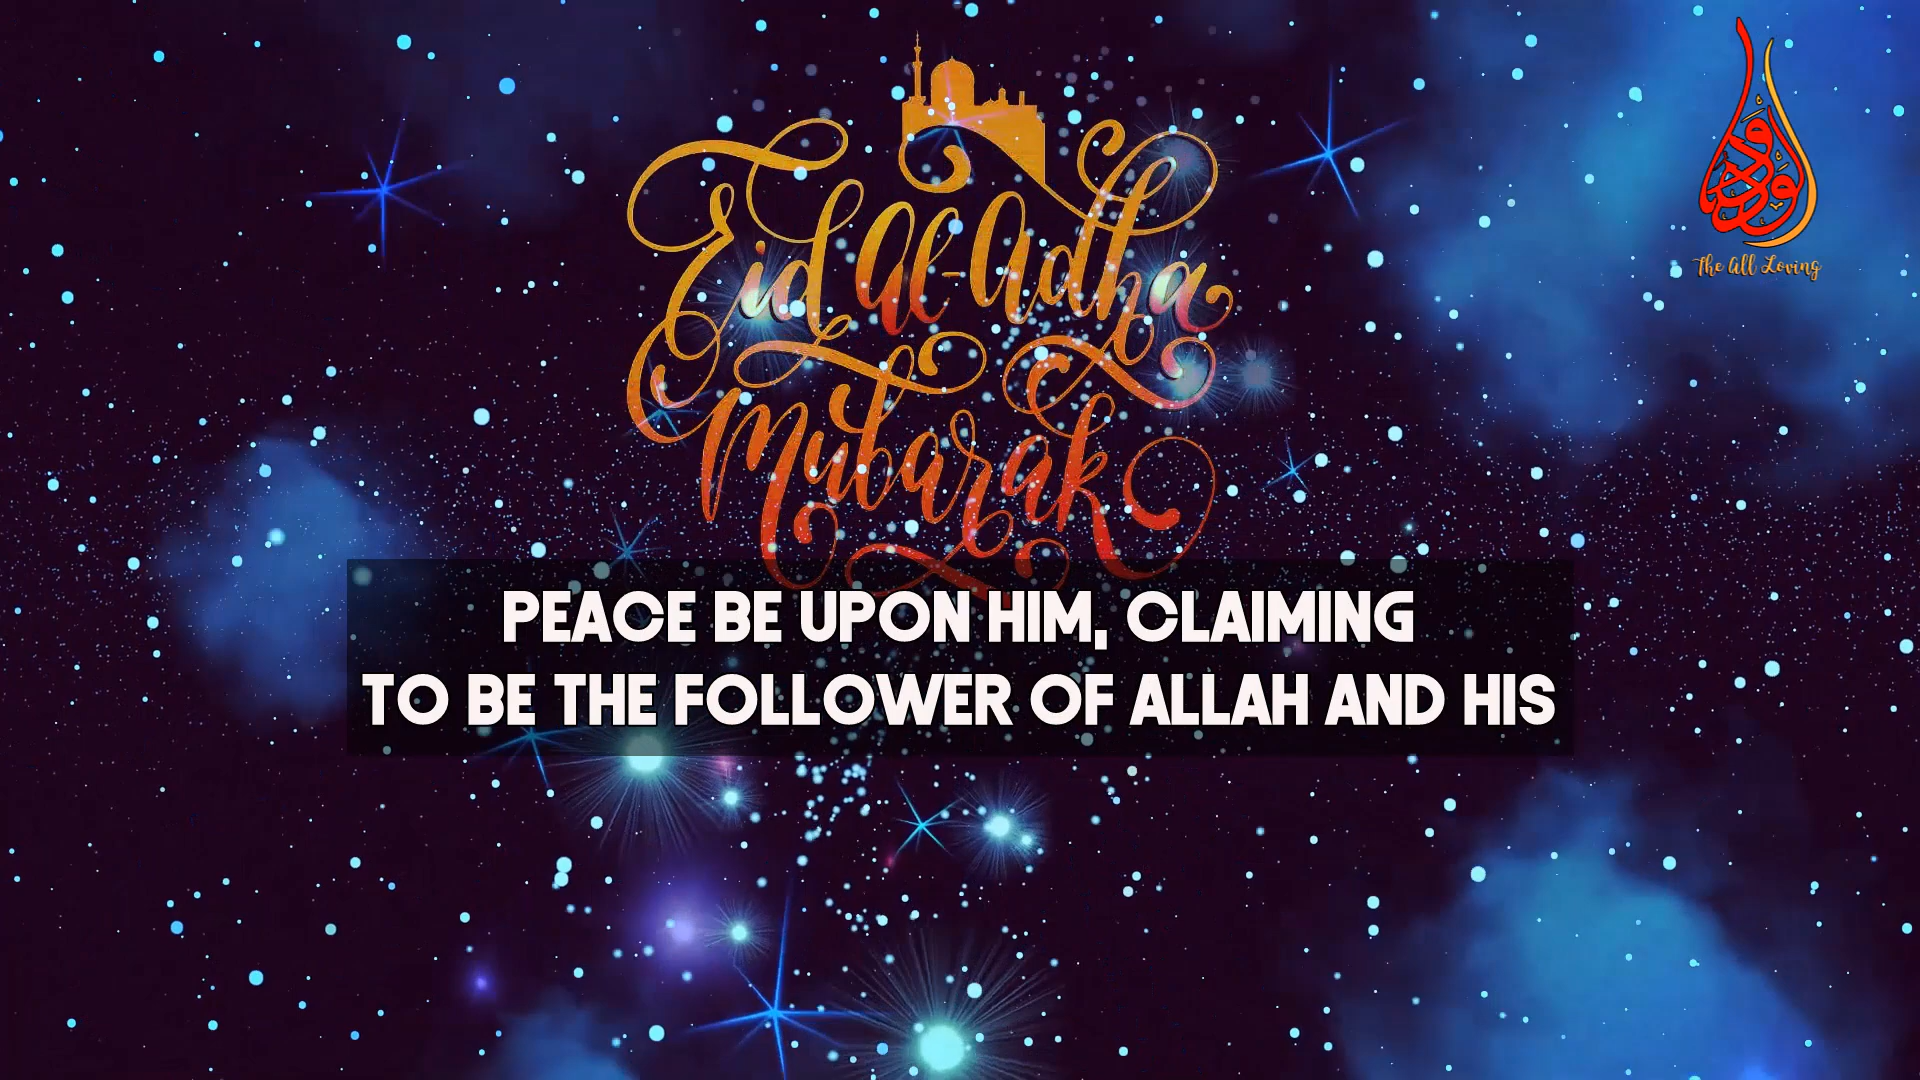 Eid al-Adha
Mubarak
الودود
The All Loving
PEACE BE UPON HIM, CLAIMING
TO BE THE FOLLOWER OF ALLAH AND HIS